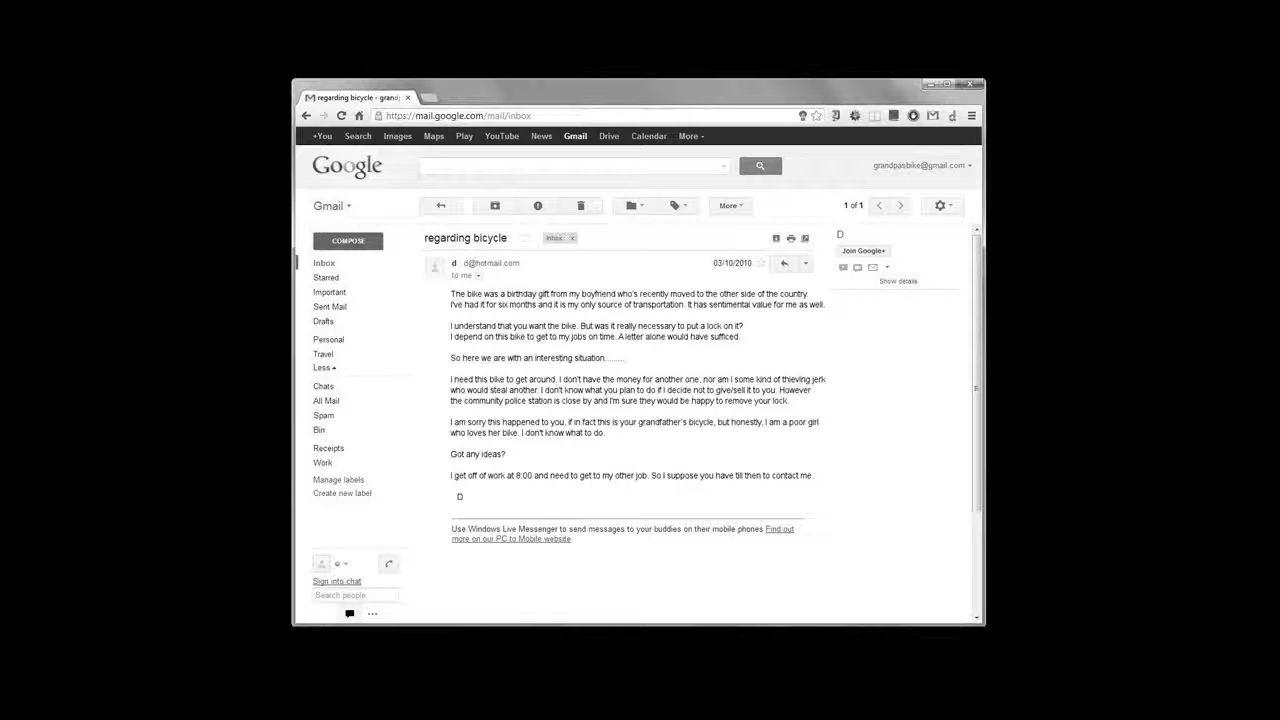 regarding bicycle - grandp
https://mail.google.com/mail/inbox
+You Search Images Maps Play YouTube News Gmail Drive Calendar More
Google
grandpasbike@gmail.com
Gmail
More
1 of 1
COMPOSE
regarding bicycle
Inbox x
D
Join Google+
Show details
d d@hotmail.com
03/10/2010
to me
Inbox
Starred
Important
Sent Mail
Drafts
Personal
Travel
Less
Chats
All Mail
Spam
Bin
Receipts
Work
Manage labels
Create new label
The bike was a birthday gift from my boyfriend who's recently moved to the other side of the country.
I've had it for six months and it is my only source of transportation. It has sentimental value for me as well.
I understand that you want the bike. But was it really necessary to put a lock on it?
I depend on this bike to get to my jobs on time. A letter alone would have sufficed.
So here we are with an interesting situation.........
I need this bike to get around. I don't have the money for another one, nor am I some kind of thieving jerk
who would steal another. I don't know what you plan to do if I decide not to give/sell it to you. However
the community police station is close by and I'm sure they would be happy to remove your lock.
I am sorry this happened to you, if in fact this is your grandfather's bicycle, but honestly, I am a poor girl
who loves her bike. I don't know what to do.
Got any ideas?
I get off of work at 8:00 and need to get to my other job. So I suppose you have till then to contact me.
D
Use Windows Live Messenger to send messages to your buddies on their mobile phones Find out
more on our PC to Mobile website
Sign into chat
Search people.